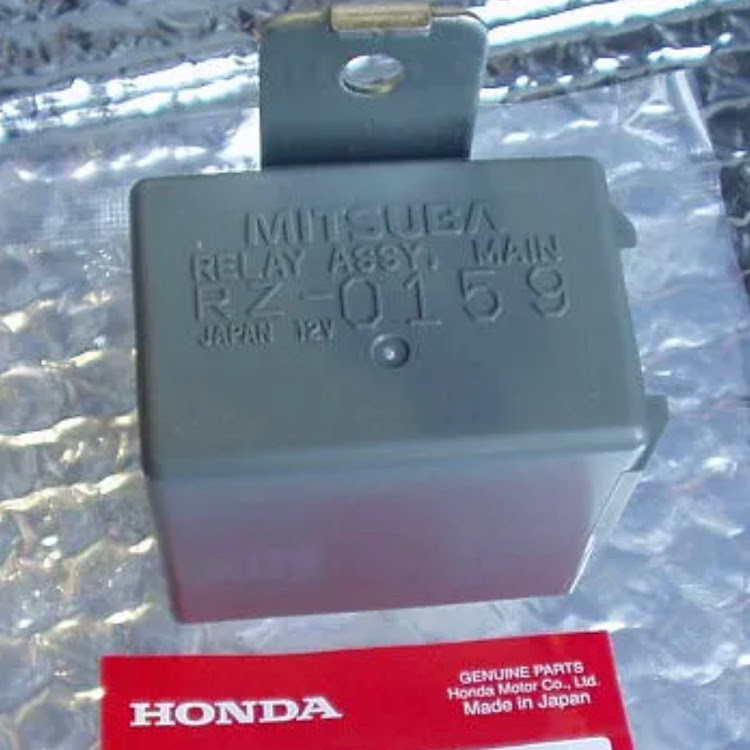 MITSUBA
RELAY ASSY. MAIN
RZ-0159
JAPAN 12V
HONDA
GENUINE PARTS
Honda Motor Co., Ltd.
Made in Japan